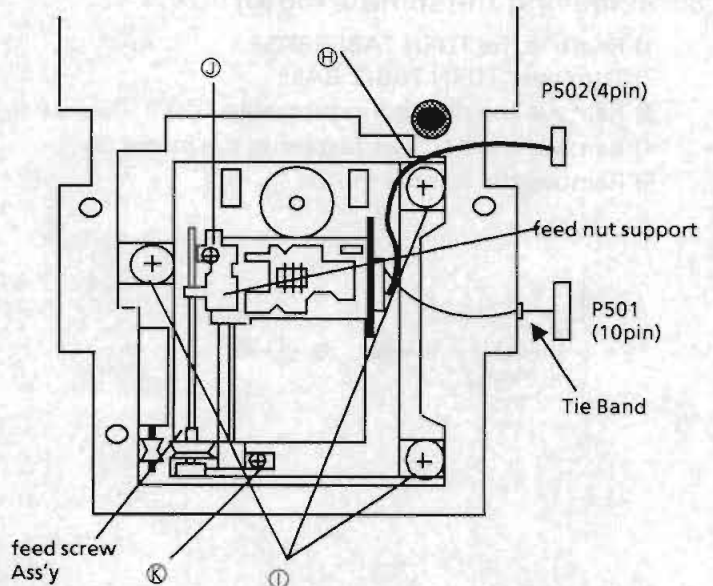 Ⓙ
Ⓗ
P502(4pin)
feed nut support
P501
(10pin)
Tie Band
feed screw
Ass'y
Ⓚ
Ⓘ